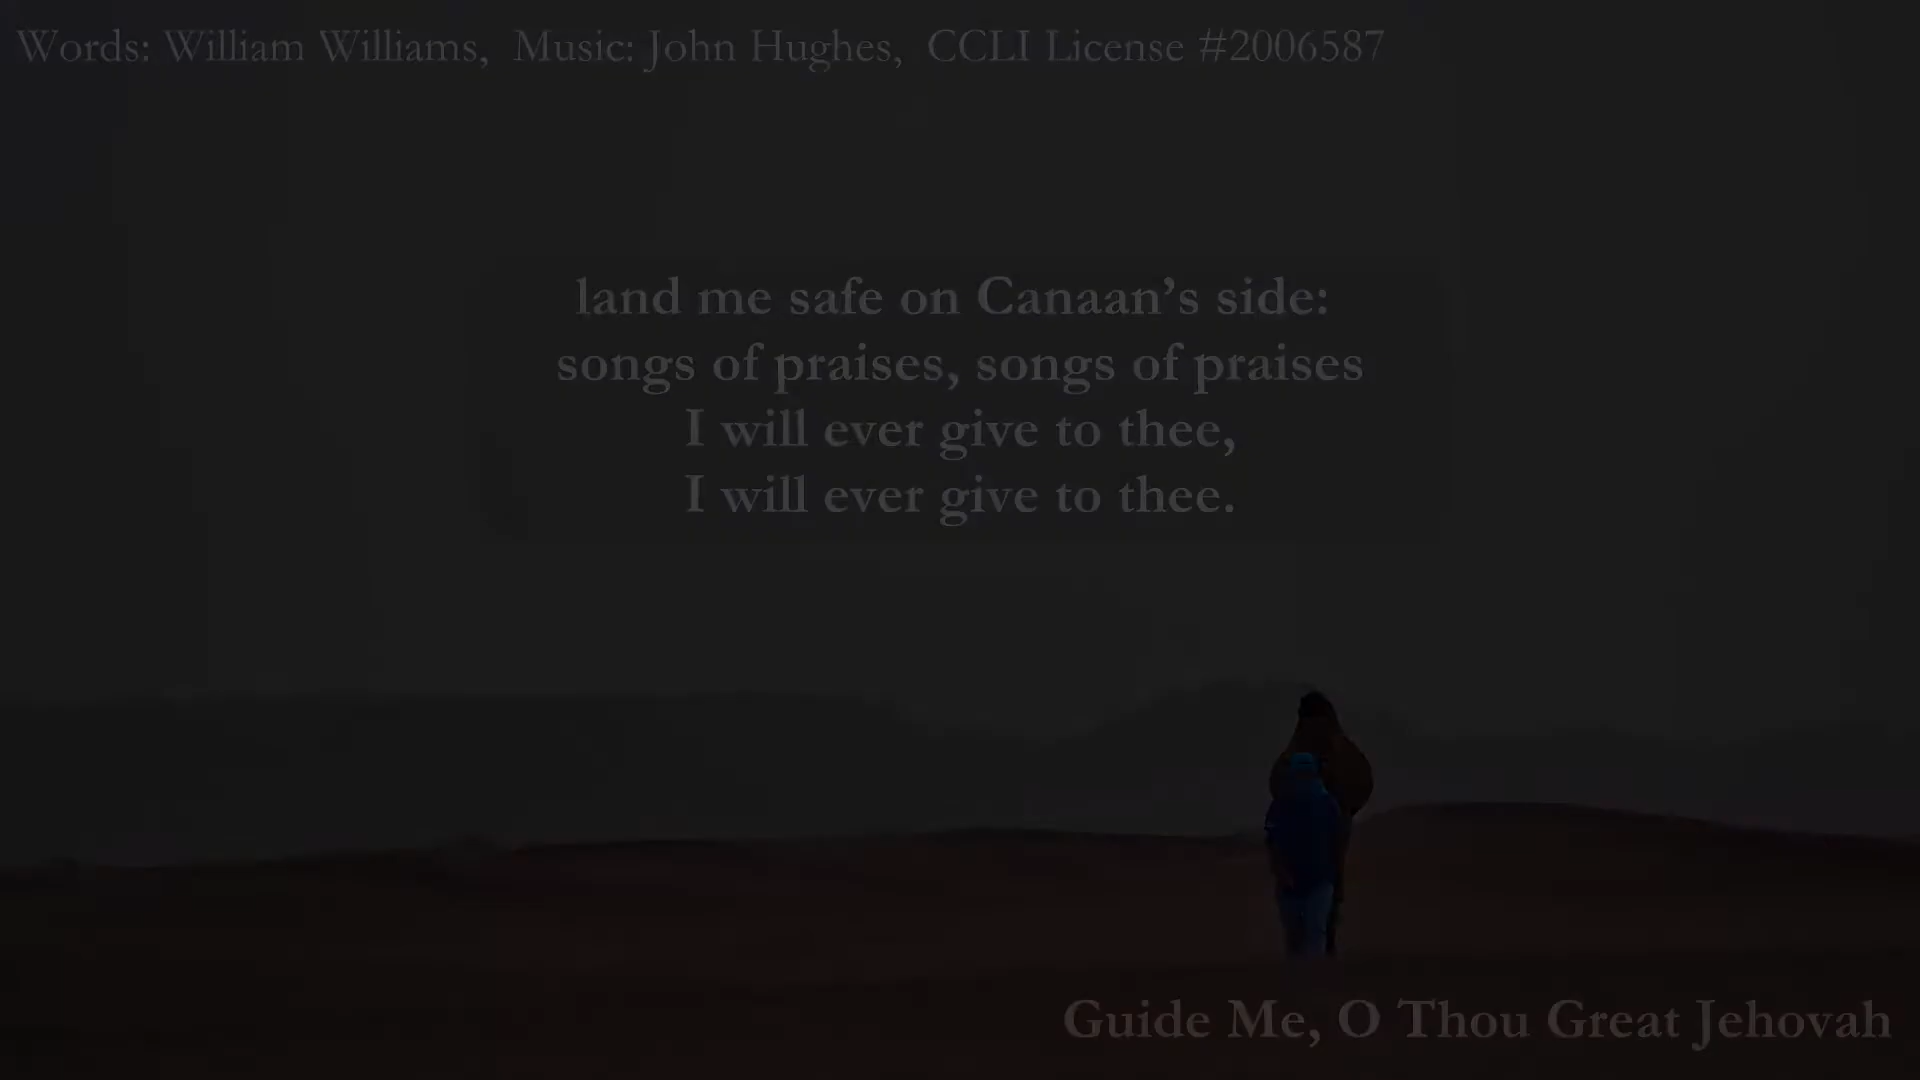 Words: William Williams, Music: John Hughes, CCLI License #2006587
land me safe on Canaan’s side:
songs of praises, songs of praises
I will ever give to thee,
I will ever give to thee.
Guide Me, O Thou Great Jehovah